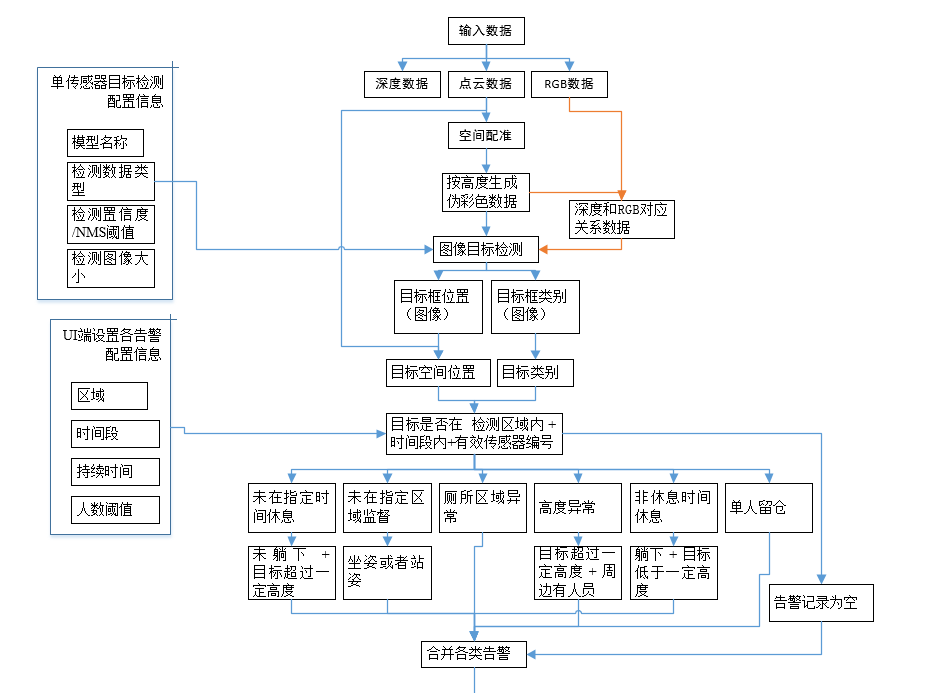 输入数据
深度数据
点云数据
RGB数据
单传感器目标检测
配置信息
模型名称
检测数据类
型
检测置信度
/NMS阈值
检测图像大
小
空间配准
按高度生成
伪彩色数据
深度和RGB对应
关系数据
图像目标检测
目标框位置
（图像）
目标框类别
（图像）
目标空间位置
目标类别
UI端设置各告警
配置信息
区域
时间段
持续时间
人数阈值
目标是否在 检测区域内 +
时间段内+有效传感器编号
未在指定时
间休息
未在指定区
域监督
厕所区域异
常
高度异常
非休息时间
休息
单人留仓
未躺下 +
目标超过一
定高度
坐姿或者站
姿
目标超过一
定高度 + 周
边有人员
躺下 + 目标
低于一定高
度
告警记录为空
合并各类告警